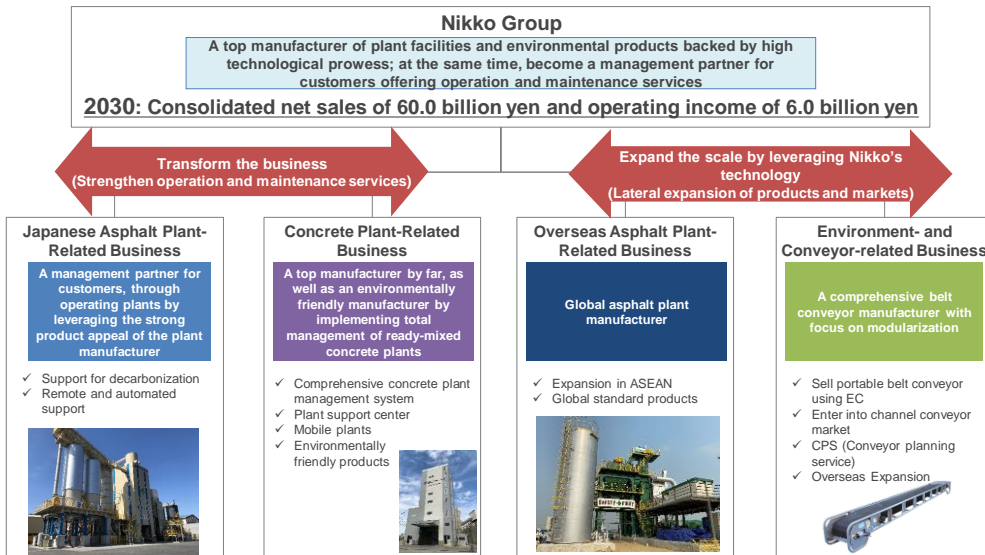 Nikko Group
A top manufacturer of plant facilities and environmental products backed by high
technological prowess; at the same time, become a management partner for
customers offering operation and maintenance services
2030: Consolidated net sales of 60.0 billion yen and operating income of 6.0 billion yen
Transform the business
(Strengthen operation and maintenance services)
Expand the scale by leveraging Nikko's
technology
(Lateral expansion of products and markets)
Japanese Asphalt Plant-
Related Business
A management partner for
customers, through
operating plants by
leveraging the strong
product appeal of the plant
manufacturer
✓ Support for decarbonization
✓ Remote and automated
support
Concrete Plant-Related
Business
A top manufacturer by far, as
well as an environmentally
friendly manufacturer by
implementing total
management of ready-mixed
concrete plants
✓ Comprehensive concrete plant
management system
✓ Plant support center
✓ Mobile plants
✓ Environmentally
friendly products
Overseas Asphalt Plant-
Related Business
Global asphalt plant
manufacturer
✓ Expansion in ASEAN
✓ Global standard products
SAFETY FIRST
Environment- and
Conveyor-related Business
A comprehensive belt
conveyor manufacturer with
focus on modularization
✓ Sell portable belt conveyor
using EC
✓ Enter into channel conveyor
market
✓ CPS (Conveyor planning
service)
✓ Overseas Expansion